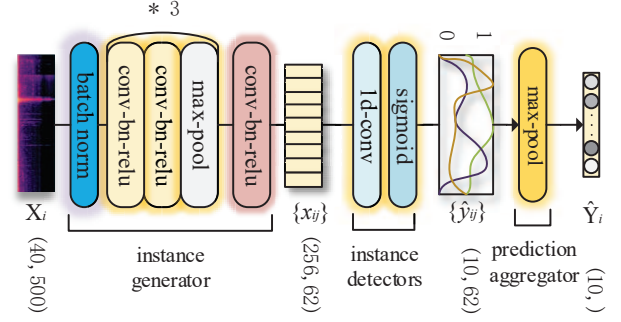 * 3
batch norm
conv-bn-relu
conv-bn-relu
max-pool
conv-bn-relu
1d-conv
sigmoid
0 1
max-pool
X_i
{x_ij}
{ŷ_ij}
Ŷ_i
instance
generator
instance
detectors
prediction
aggregator
(40, 500)
(256, 62)
(10, 62)
(10, )